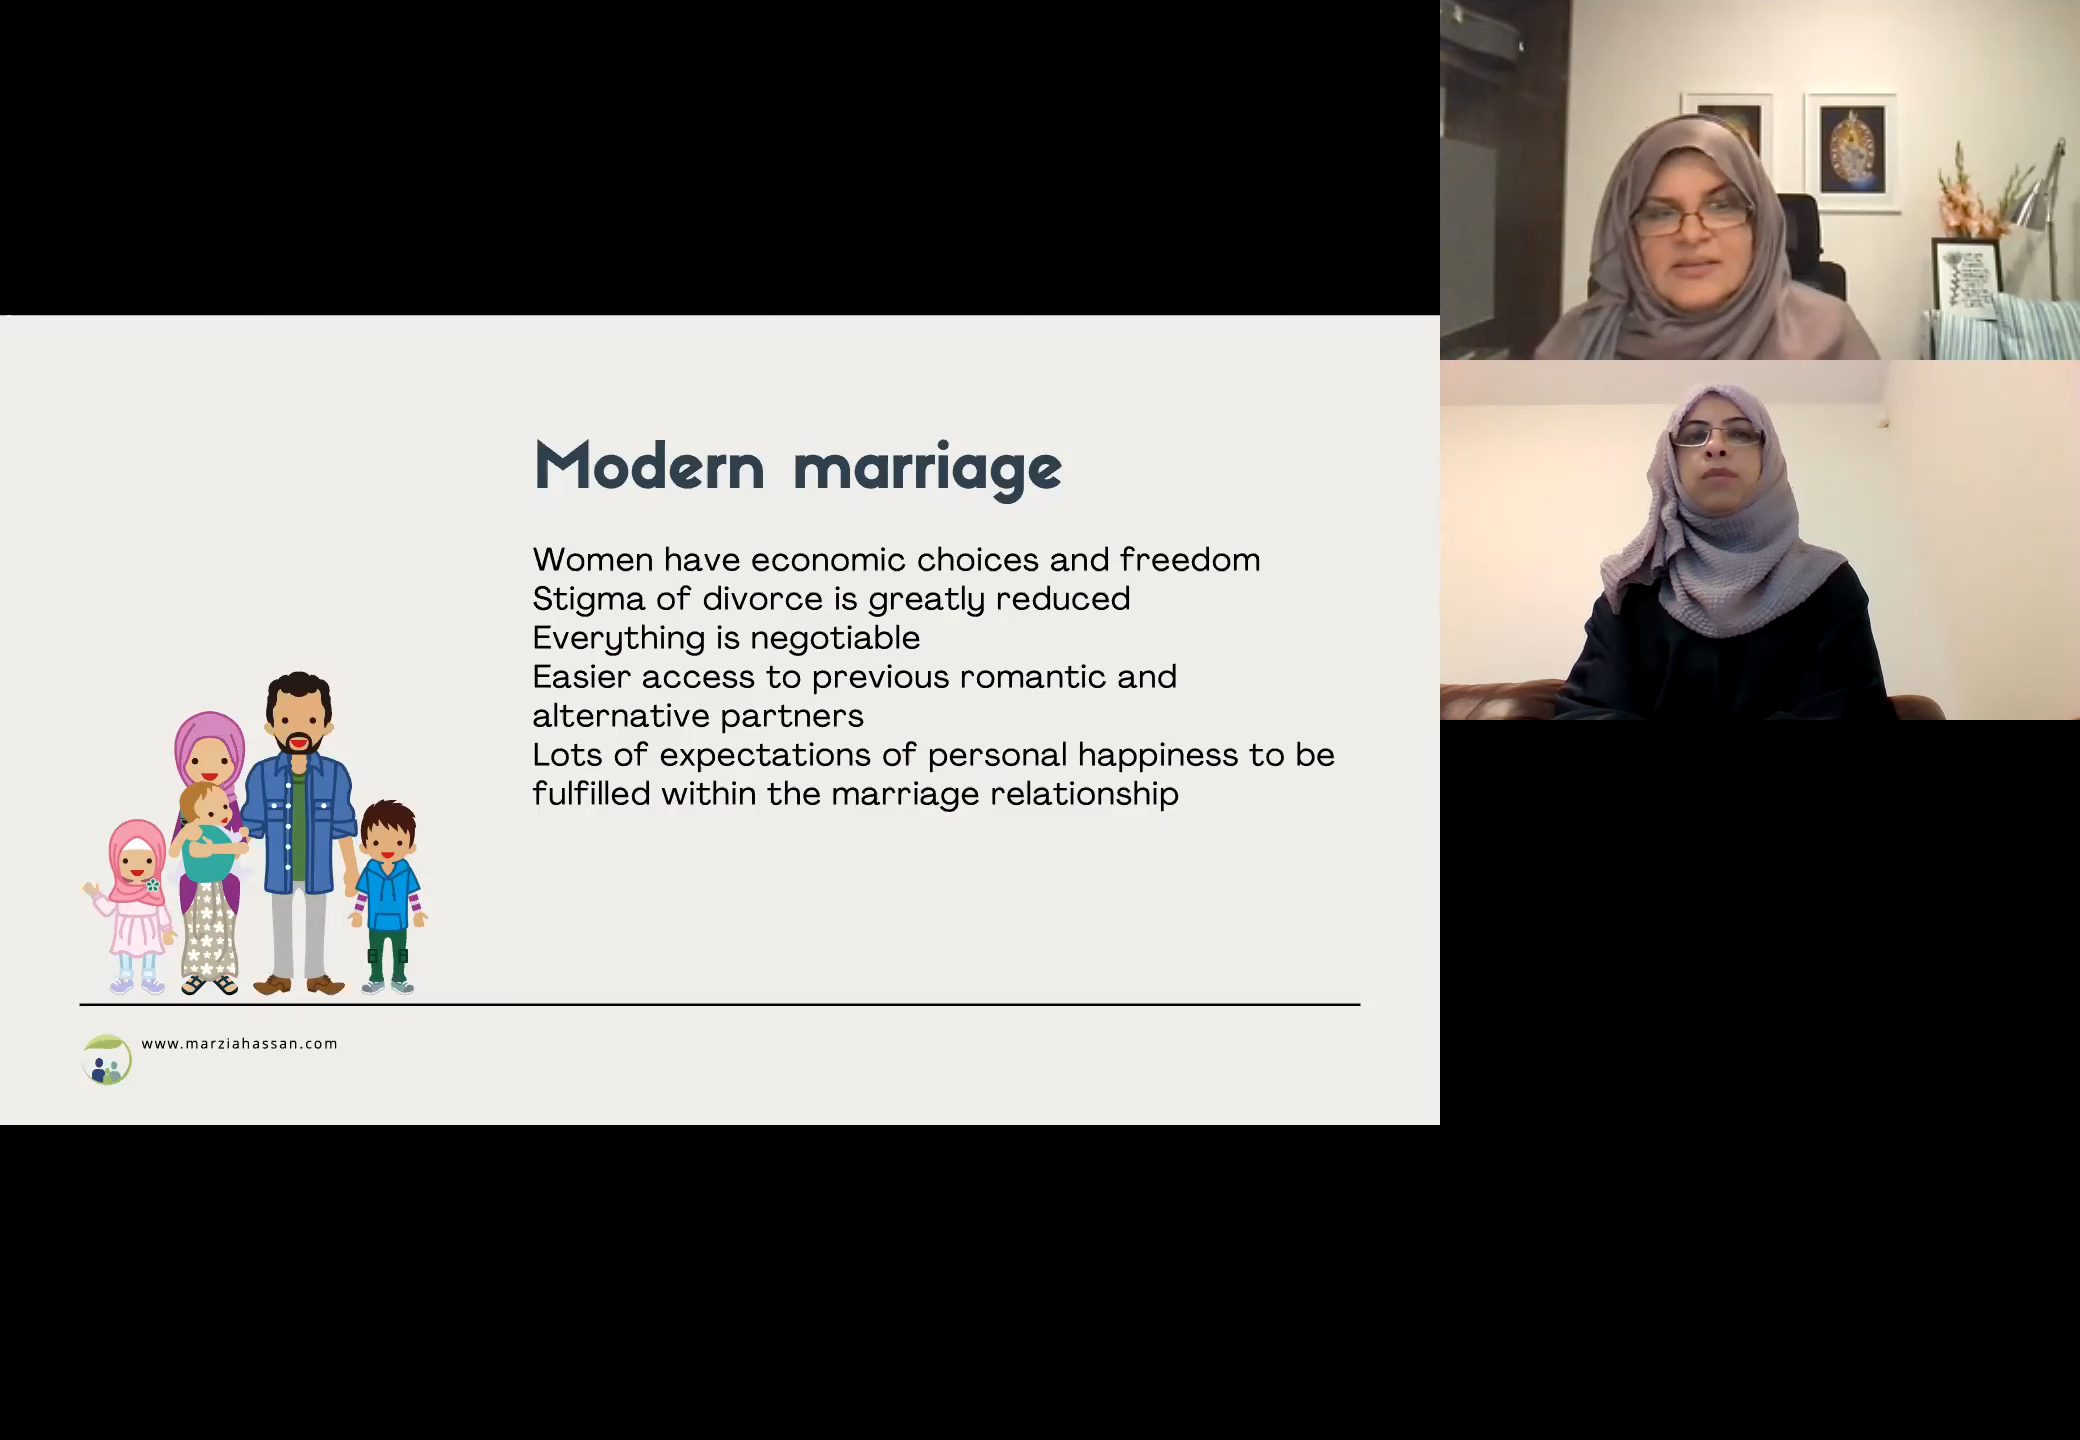 Modern marriage
Women have economic choices and freedom
Stigma of divorce is greatly reduced
Everything is negotiable
Easier access to previous romantic and
alternative partners
Lots of expectations of personal happiness to be
fulfilled within the marriage relationship
www.marziahassan.com